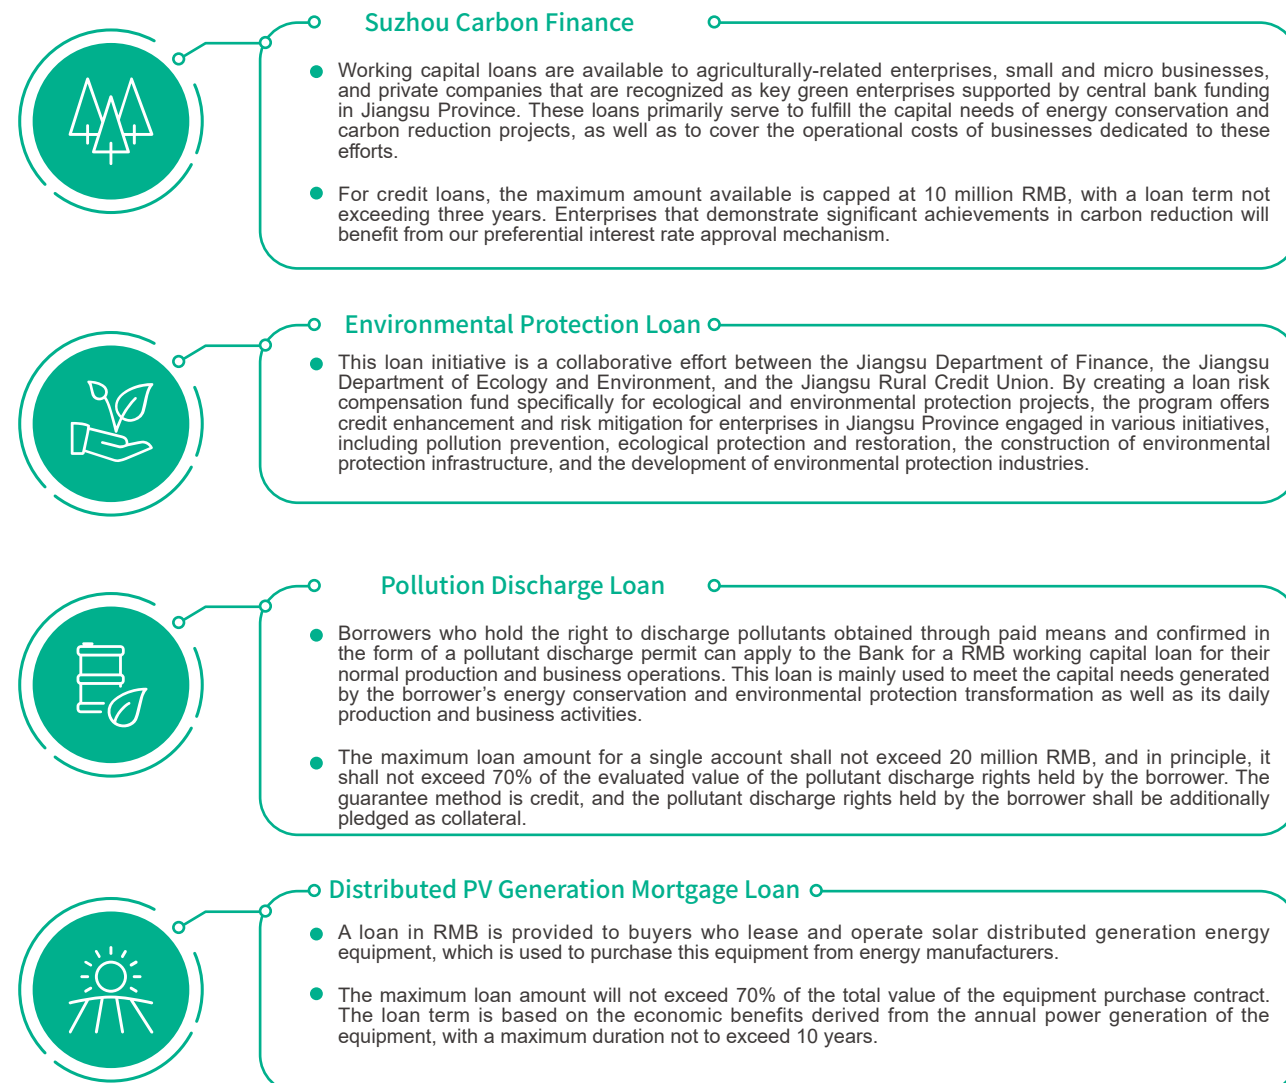 Suzhou Carbon Finance
Working capital loans are available to agriculturally-related enterprises, small and micro businesses,
and private companies that are recognized as key green enterprises supported by central bank funding
in Jiangsu Province. These loans primarily serve to fulfill the capital needs of energy conservation and
carbon reduction projects, as well as to cover the operational costs of businesses dedicated to these
efforts.
For credit loans, the maximum amount available is capped at 10 million RMB, with a loan term not
exceeding three years. Enterprises that demonstrate significant achievements in carbon reduction will
benefit from our preferential interest rate approval mechanism.
Environmental Protection Loan
This loan initiative is a collaborative effort between the Jiangsu Department of Finance, the Jiangsu
Department of Ecology and Environment, and the Jiangsu Rural Credit Union. By creating a loan risk
compensation fund specifically for ecological and environmental protection projects, the program offers
credit enhancement and risk mitigation for enterprises in Jiangsu Province engaged in various initiatives,
including pollution prevention, ecological protection and restoration, the construction of environmental
protection infrastructure, and the development of environmental protection industries.
Pollution Discharge Loan
Borrowers who hold the right to discharge pollutants obtained through paid means and confirmed in
the form of a pollutant discharge permit can apply to the Bank for a RMB working capital loan for their
normal production and business operations. This loan is mainly used to meet the capital needs generated
by the borrower’s energy conservation and environmental protection transformation as well as its daily
production and business activities.
The maximum loan amount for a single account shall not exceed 20 million RMB, and in principle, it
shall not exceed 70% of the evaluated value of the pollutant discharge rights held by the borrower. The
guarantee method is credit, and the pollutant discharge rights held by the borrower shall be additionally
pledged as collateral.
Distributed PV Generation Mortgage Loan
A loan in RMB is provided to buyers who lease and operate solar distributed generation energy
equipment, which is used to purchase this equipment from energy manufacturers.
The maximum loan amount will not exceed 70% of the total value of the equipment purchase contract.
The loan term is based on the economic benefits derived from the annual power generation of the
equipment, with a maximum duration not to exceed 10 years.